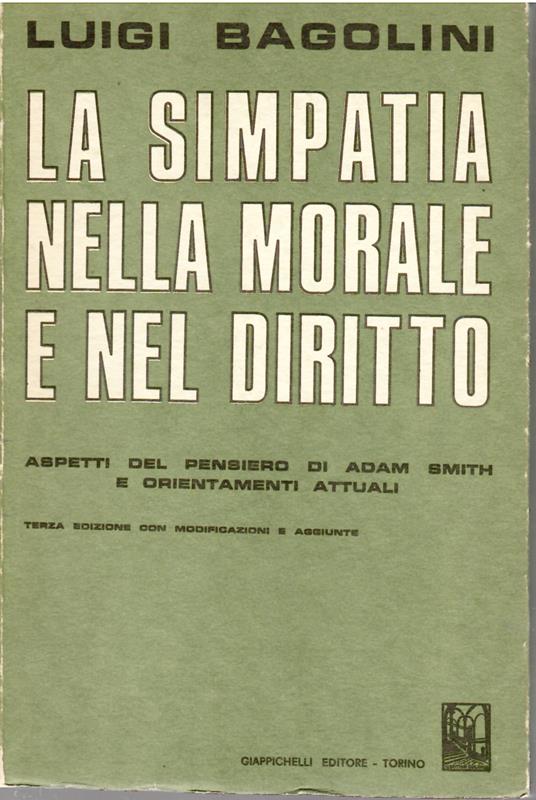 LUIGI BAGOLINI
LA SIMPATIA
NELLA MORALE
E NEL DIRITTO
ASPETTI DEL PENSIERO DI ADAM SMITH
E ORIENTAMENTI ATTUALI
TERZA EDIZIONE CON MODIFICAZIONI E AGGIUNTE
GIAPPICHELLI EDITORE - TORINO